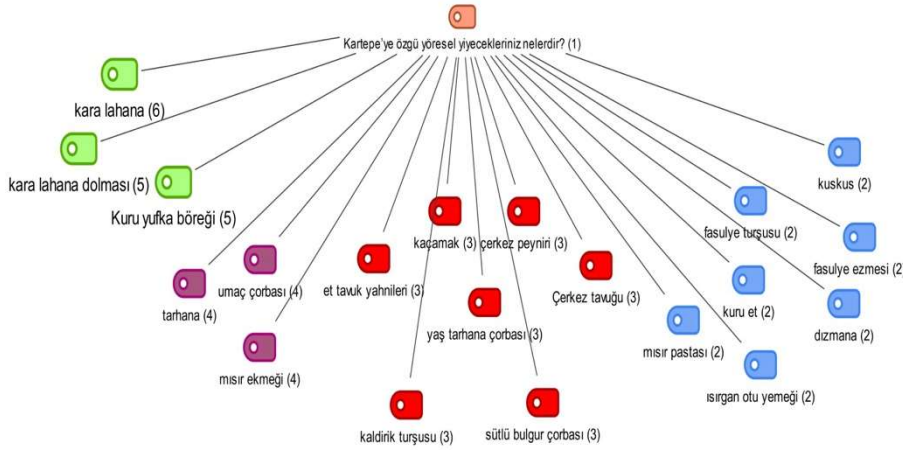 Kartepe'ye özgü yöresel yiyecekleriniz nelerdir? (1)
kara lahana (6)
kara lahana dolması (5)
Kuru yufka böreği (5)
kuskus (2)
fasulye turşusu (2)
kaçamak (3)
çerkez peyniri (3)
fasulye ezmesi (2)
umaç çorbası (4)
et tavuk yahnileri (3)
Çerkez tavuğu (3)
tarhana (4)
kuru et (2)
yaş tarhana çorbası (3)
dızmana (2)
mısır pastası (2)
mısır ekmeği (4)
ısırgan otu yemeği (2)
kaldirik turşusu (3)
sütlü bulgur çorbası (3)